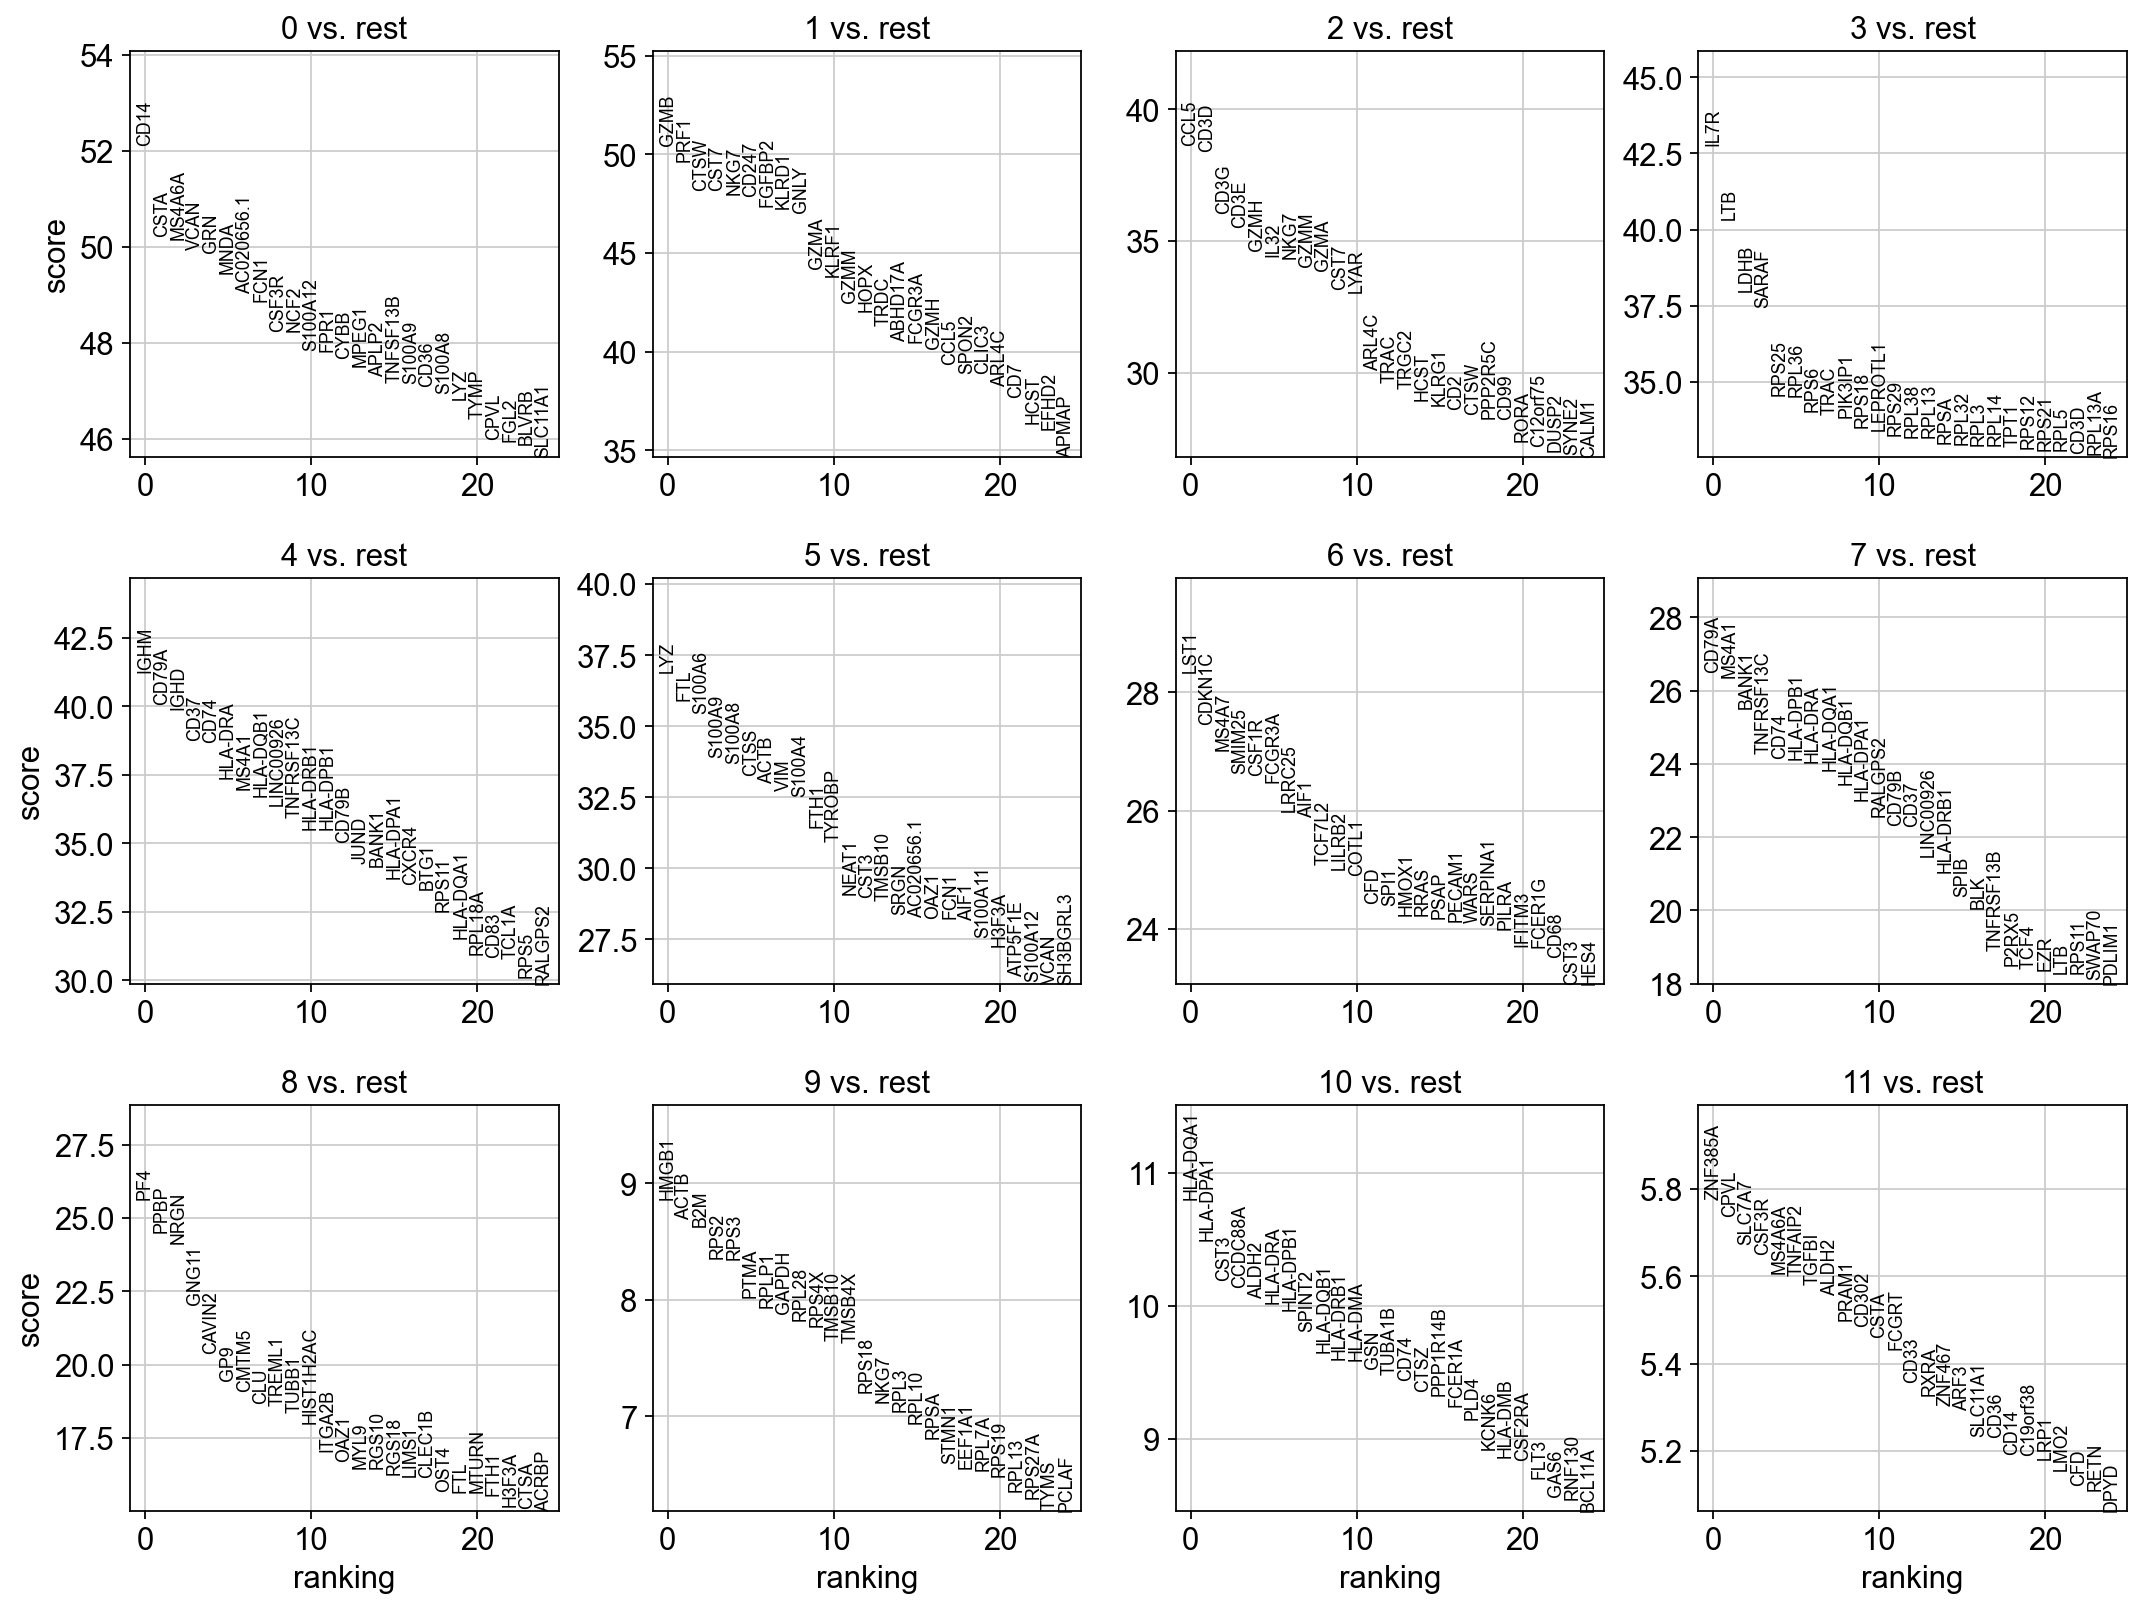 0 vs. rest
1 vs. rest
2 vs. rest
3 vs. rest
score
54
52
50
48
46
0
10
20
CD14
CSTA
MS4A6A
VCAN
GRN
MNDA
AC020656.1
FCN1
CSF3R
NCF2
S100A12
FPR1
CYBB
MPEG1
APLP2
TNFSF13B
S100A9
CD36
S100A8
LYZ
TYMP
CPVL
FGL2
BLVRB
SLC11A1
55
50
45
40
35
0
10
20
GZMB
PRF1
CTSW
CST7
NKG7
CD247
FGFBP2
KLRD1
GNLY
GZMA
KLRF1
GZMM
HOPX
TRDC
ABHD17A
FCGR3A
GZMH
CCL5
SPON2
CLIC3
ARL4C
CD7
HCST
EFHD2
APMAP
40
35
30
0
10
20
CCL5
CD3D
CD3G
CD3E
GZMH
IL32
NKG7
GZMM
GZMA
CST7
LYAR
ARL4C
TRAC
TRGC2
HCST
KLRG1
CD2
CTSW
PPP2R5C
CD99
RORA
C12orf75
DUSP2
SYNE2
CALM1
45.0
42.5
40.0
37.5
35.0
0
10
20
IL7R
LTB
LDHB
SARAF
RPS25
RPL36
RPS6
TRAC
PIK3IP1
RPS18
LEPROTL1
RPS29
RPL38
RPL13
RPSA
RPL32
RPL3
RPL14
TPT1
RPS12
RPS21
RPL5
CD3D
RPL13A
RPS16
4 vs. rest
5 vs. rest
6 vs. rest
7 vs. rest
score
42.5
40.0
37.5
35.0
32.5
30.0
0
10
20
IGHM
CD79A
IGHD
CD37
CD74
HLA-DRA
MS4A1
HLA-DQB1
LINC00926
TNFRSF13C
HLA-DRB1
HLA-DPB1
CD79B
JUND
BANK1
HLA-DPA1
CXCR4
BTG1
RPS11
HLA-DQA1
RPL18A
CD83
TCL1A
RPS5
RALGPS2
40.0
37.5
35.0
32.5
30.0
27.5
0
10
20
LYZ
FTL
S100A6
S100A9
S100A8
CTSS
ACTB
VIM
S100A4
FTH1
TYROBP
NEAT1
CST3
TMSB10
SRGN
AC020656.1
OAZ1
FCN1
AIF1
S100A11
H3F3A
ATP5F1E
S100A12
VCAN
SH3BGRL3
28
26
24
0
10
20
LST1
CDKN1C
MS4A7
SMIM25
CSF1R
FCGR3A
LRRC25
AIF1
TCF7L2
LILRB2
COTL1
CFD
SPI1
HMOX1
RRAS
PSAP
PECAM1
WARS
SERPINA1
PILRA
IFITM3
FCER1G
CD68
CST3
HES4
28
26
24
22
20
18
0
10
20
CD79A
MS4A1
BANK1
TNFRSF13C
CD74
HLA-DPB1
HLA-DRA
HLA-DQA1
HLA-DQB1
HLA-DPA1
RALGPS2
CD79B
CD37
LINC00926
HLA-DRB1
SPIB
BLK
TNFRSF13B
P2RX5
TCF4
EZR
LTB
RPS11
SWAP70
PDLIM1
8 vs. rest
9 vs. rest
10 vs. rest
11 vs. rest
score
27.5
25.0
22.5
20.0
17.5
0
10
20
ranking
PF4
PPBP
NRGN
GNG11
CAVIN2
GP9
CMTM5
CLU
TREML1
TUBB1
HIST1H2AC
ITGA2B
OAZ1
MYL9
RGS10
RGS18
LIMS1
CLEC1B
OST4
FTL
MTURN
FTH1
H3F3A
CTSA
ACRBP
9
8
7
0
10
20
ranking
HMGB1
ACTB
B2M
RPS2
RPS3
PTMA
RPLP1
GAPDH
RPL28
RPS4X
TMSB10
TMSB4X
RPS18
NKG7
RPL3
RPL10
RPSA
STMN1
EEF1A1
RPL7A
RPS19
RPL13
RPS27A
TYMS
PCLAF
11
10
9
0
10
20
ranking
HLA-DQA1
HLA-DPA1
CST3
CCDC88A
ALDH2
HLA-DRA
HLA-DPB1
SPINT2
HLA-DQB1
HLA-DRB1
HLA-DMA
GSN
TUBA1B
CD74
CTSZ
PPP1R14B
FCER1A
PLD4
KCNK6
HLA-DMB
CSF2RA
FLT3
GAS6
RNF130
BCL11A
5.8
5.6
5.4
5.2
0
10
20
ranking
ZNF385A
CPVL
SLC7A7
CSF3R
MS4A6A
TNFAIP2
TGFBI
ALDH2
PRAM1
CD302
CSTA
FCGRT
CD33
RXRA
ZNF467
ARF3
SLC11A1
CD36
CD14
C19orf38
LRP1
LMO2
CFD
RETN
DPYD